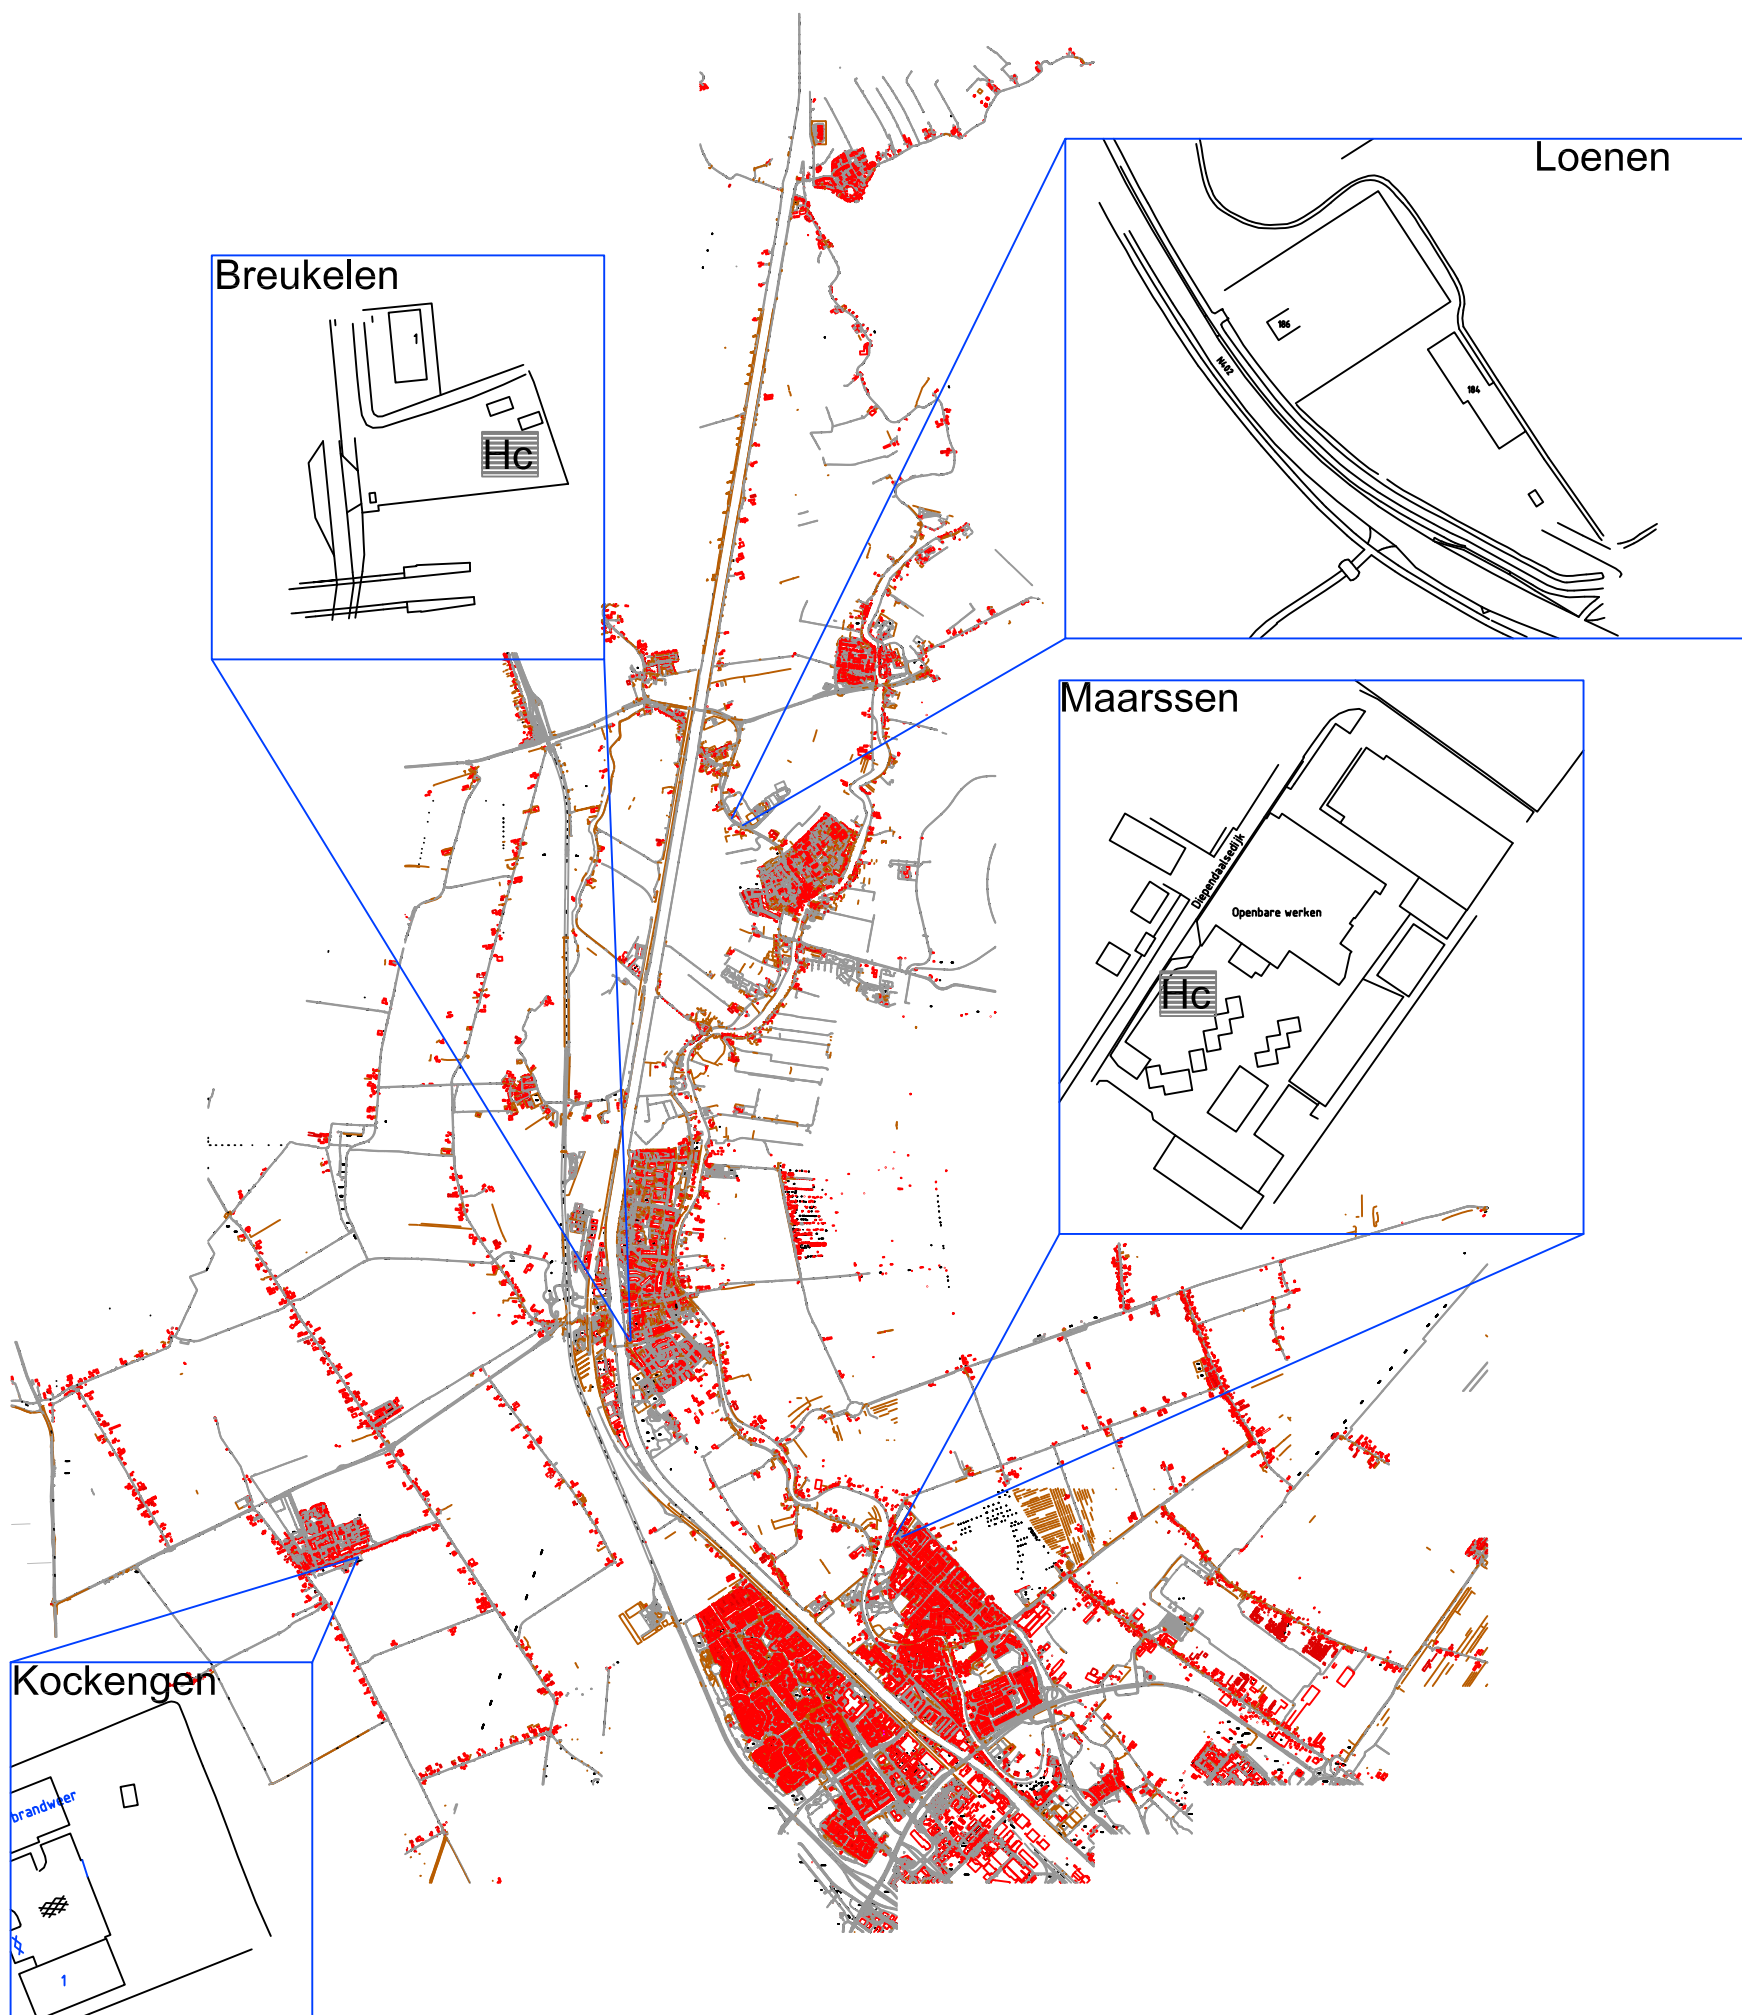 Loenen
186
N402
184
Breukelen
1
Hc
Maarssen
Diependaalsedijk
Openbare werken
Hc
Kockengen
brandweer
1